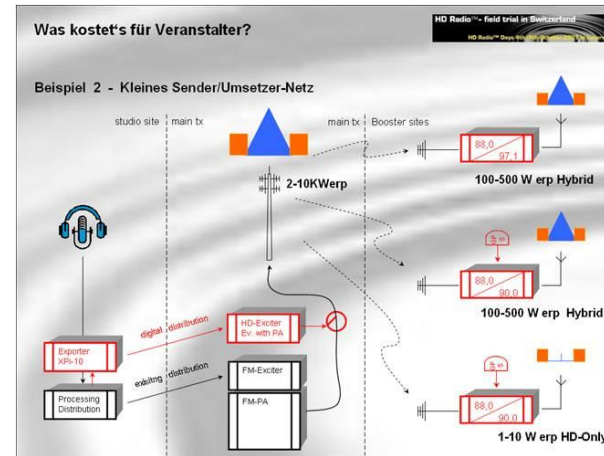 Was kostet's für Veranstalter?
HD Radio™- field trial in Switzerland
Beispiel 2 - Kleines Sender/Umsetzer-Netz
studio site
main tx
main tx
Booster sites
2-10KWerp
88,0
97,1
100-500 W erp Hybrid
88,0
90,0
100-500 W erp Hybrid
digital distribution
HD-Exciter
Ev. with PA
Exporter
XPi-10
exiting distribution
FM-Exciter
Processing
Distribution
FM-PA
88,0
90,0
1-10 W erp HD-Only